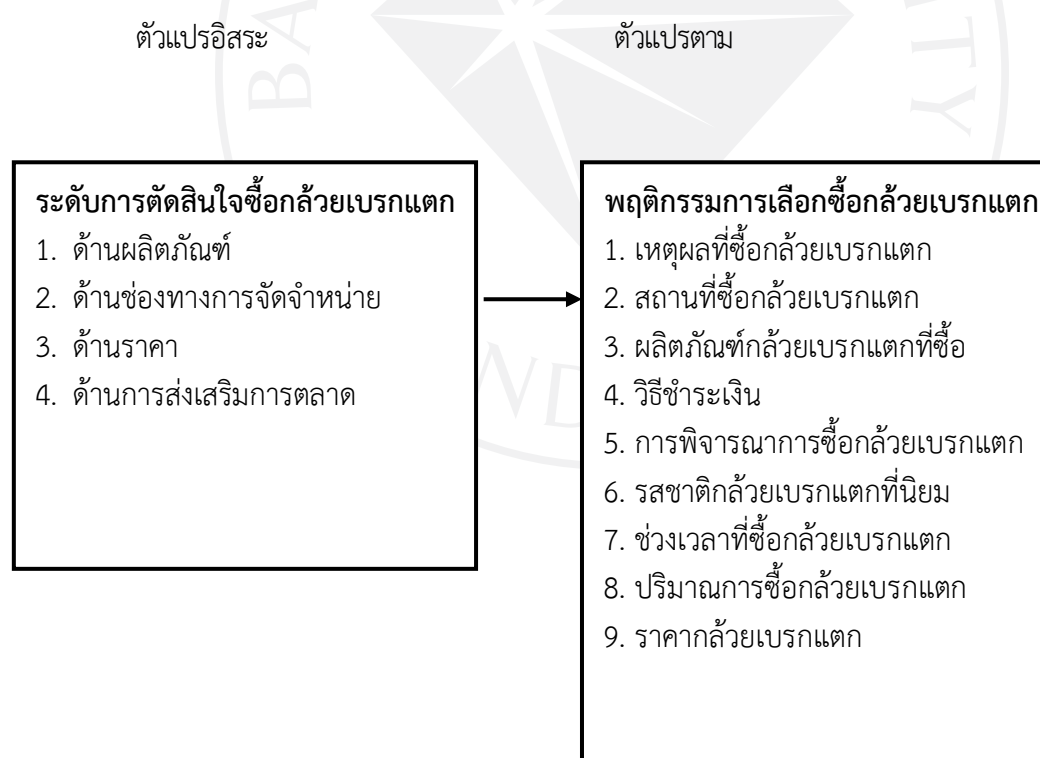 ตัวแปรอิสระ
ตัวแปรตาม
ระดับการตัดสินใจซื้อกล้วยเบรกแตก
1. ด้านผลิตภัณฑ์
2. ด้านช่องทางการจัดจำหน่าย
3. ด้านราคา
4. ด้านการส่งเสริมการตลาด
พฤติกรรมการเลือกซื้อกล้วยเบรกแตก
1. เหตุผลที่ซื้อกล้วยเบรกแตก
2. สถานที่ซื้อกล้วยเบรกแตก
3. ผลิตภัณฑ์กล้วยเบรกแตกที่ซื้อ
4. วิธีชำระเงิน
5. การพิจารณาการซื้อกล้วยเบรกแตก
6. รสชาติกล้วยเบรกแตกที่นิยม
7. ช่วงเวลาที่ซื้อกล้วยเบรกแตก
8. ปริมาณการซื้อกล้วยเบรกแตก
9. ราคากล้วยเบรกแตก